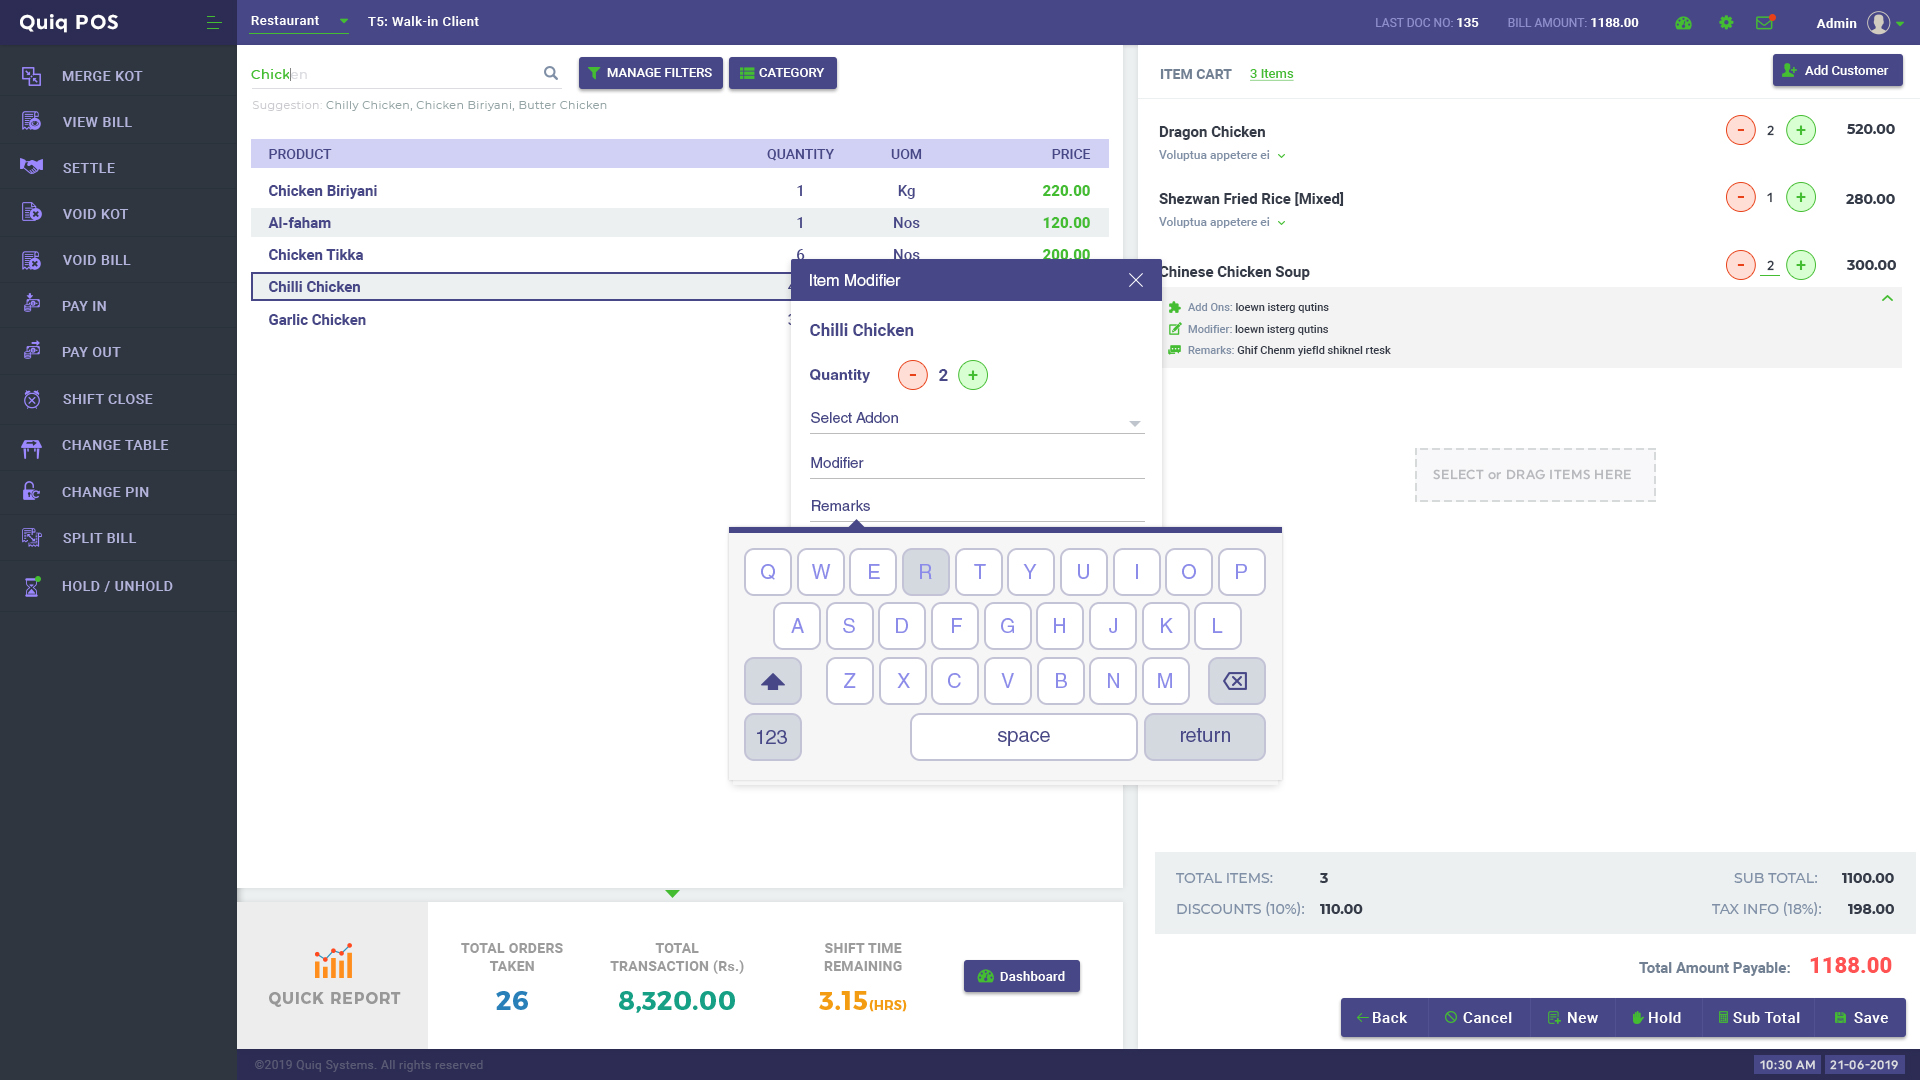 Quiq POS
Restaurant
T5: Walk-in Client
LAST DOC NO: 135
BILL AMOUNT: 1188.00
Admin
MERGE KOT
VIEW BILL
SETTLE
VOID KOT
VOID BILL
PAY IN
PAY OUT
SHIFT CLOSE
CHANGE TABLE
CHANGE PIN
SPLIT BILL
HOLD / UNHOLD
Chicken
MANAGE FILTERS
CATEGORY
Suggestion: Chilly Chicken, Chicken Biriyani, Butter Chicken
PRODUCT QUANTITY UOM PRICE
Chicken Biriyani 1 Kg 220.00
Al-faham 1 Nos 120.00
Chicken Tikka 6 Nos 200.00
Chilli Chicken
Garlic Chicken
Item Modifier
Chilli Chicken
Quantity - 2 +
Select Addon
Modifier
Remarks
Q W E R T Y U I O P
A S D F G H J K L
Z X C V B N M
123 space return
ITEM CART 3 Items
Add Customer
Dragon Chicken - 2 + 520.00
Voluptua appetere ei
Shezwan Fried Rice [Mixed] - 1 + 280.00
Voluptua appetere ei
Chinese Chicken Soup - 2 + 300.00
Add Ons: loewn isterg qutins
Modifier: loewn isterg qutins
Remarks: Ghif Chenm yiefld shiknel rtesk
SELECT or DRAG ITEMS HERE
TOTAL ITEMS: 3 SUB TOTAL: 1100.00
DISCOUNTS (10%): 110.00 TAX INFO (18%): 198.00
Total Amount Payable: 1188.00
Back Cancel New Hold Sub Total Save
QUICK REPORT
TOTAL ORDERS
TAKEN
26
TOTAL
TRANSACTION (Rs.)
8,320.00
SHIFT TIME
REMAINING
3.15(HRS)
Dashboard
©2019 Quiq Systems. All rights reserved
10:30 AM 21-06-2019